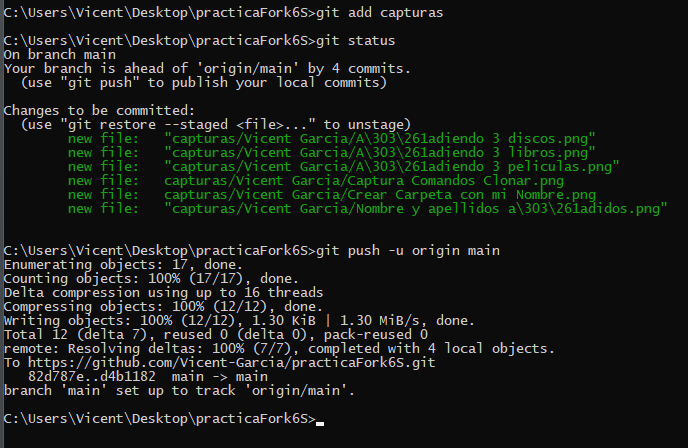 C:\Users\Vicent\Desktop\practicaFork6S>git add capturas
C:\Users\Vicent\Desktop\practicaFork6S>git status
On branch main
Your branch is ahead of 'origin/main' by 4 commits.
  (use "git push" to publish your local commits)
Changes to be committed:
  (use "git restore --staged <file>..." to unstage)
        new file:   "capturas/Vicent Garcia/A\303\261adiendo 3 discos.png"
        new file:   "capturas/Vicent Garcia/A\303\261adiendo 3 libros.png"
        new file:   "capturas/Vicent Garcia/A\303\261adiendo 3 peliculas.png"
        new file:   capturas/Vicent Garcia/Captura Comandos Clonar.png
        new file:   capturas/Vicent Garcia/Crear Carpeta con mi Nombre.png
        new file:   "capturas/Vicent Garcia/Nombre y apellidos a\303\261adidos.png"
C:\Users\Vicent\Desktop\practicaFork6S>git push -u origin main
Enumerating objects: 17, done.
Counting objects: 100% (17/17), done.
Delta compression using up to 16 threads
Compressing objects: 100% (12/12), done.
Writing objects: 100% (12/12), 1.30 KiB | 1.30 MiB/s, done.
Total 12 (delta 7), reused 0 (delta 0), pack-reused 0
remote: Resolving deltas: 100% (7/7), completed with 4 local objects.
To https://github.com/Vicent-Garcia/practicaFork6S.git
   82d787e..d4b1182  main -> main
branch 'main' set up to track 'origin/main'.
C:\Users\Vicent\Desktop\practicaFork6S>